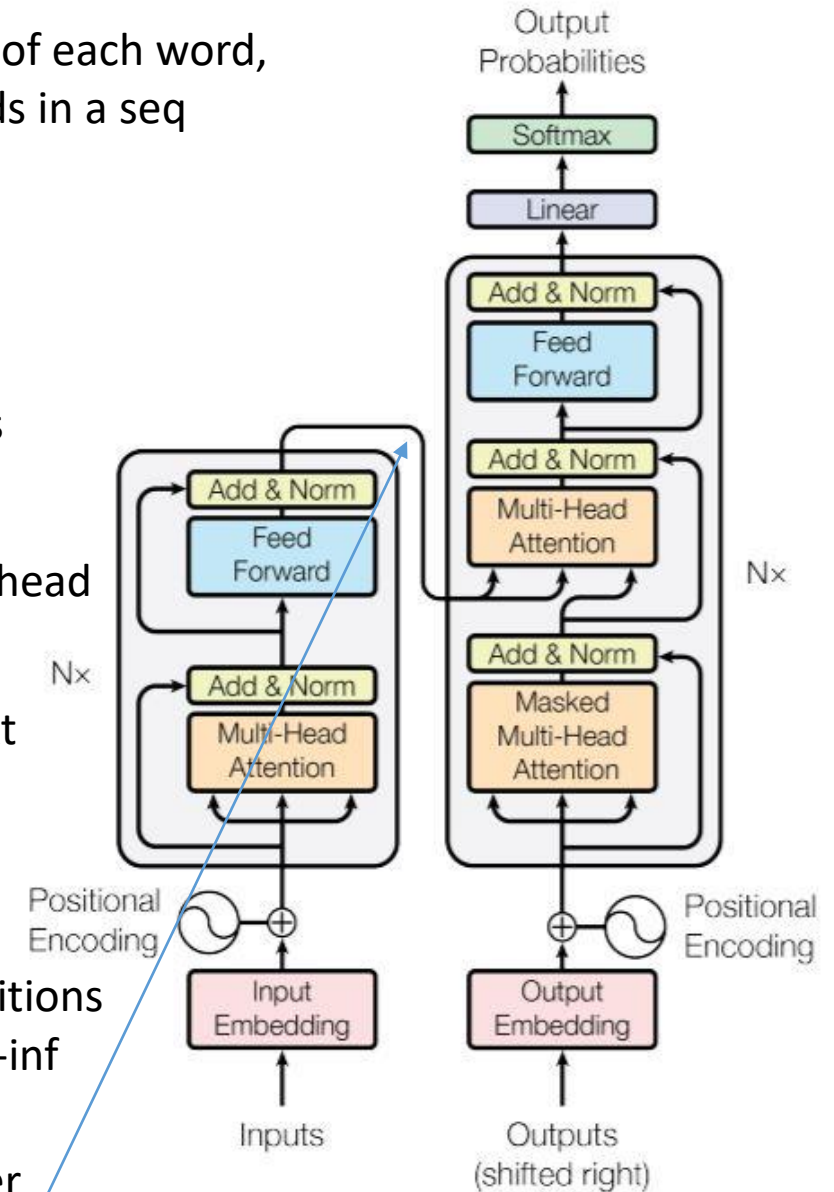 of each word,
ds in a seq
s
head
t
itions
-inf
er
Output
Probabilities
Softmax
Linear
Add & Norm
Feed
Forward
Add & Norm
Multi-Head
Attention
Nx
Add & Norm
Masked
Multi-Head
Attention
Positional
Encoding
Output
Embedding
Outputs
(shifted right)
Add & Norm
Feed
Forward
Nx
Add & Norm
Multi-Head
Attention
Positional
Encoding
Input
Embedding
Inputs